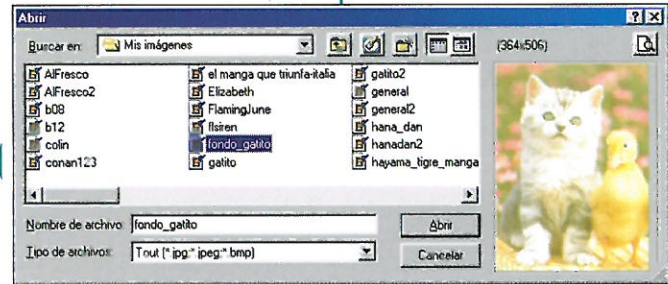 Abrir
Buscar en: Mis imágenes
(364x506)
AlFresco
AlFresco2
b08
b12
colin
conan123
el manga que triunfa-italia
Elizabeth
FlamingJune
flsiren
fondo_gatito
gatito
gatito2
general
general2
hana_dan
hanadan2
hayama_tigre_manga
Nombre de archivo: fondo_gatito
Abrir
Tipo de archivos: Tout (*.jpg;*.jpeg;*.bmp)
Cancelar